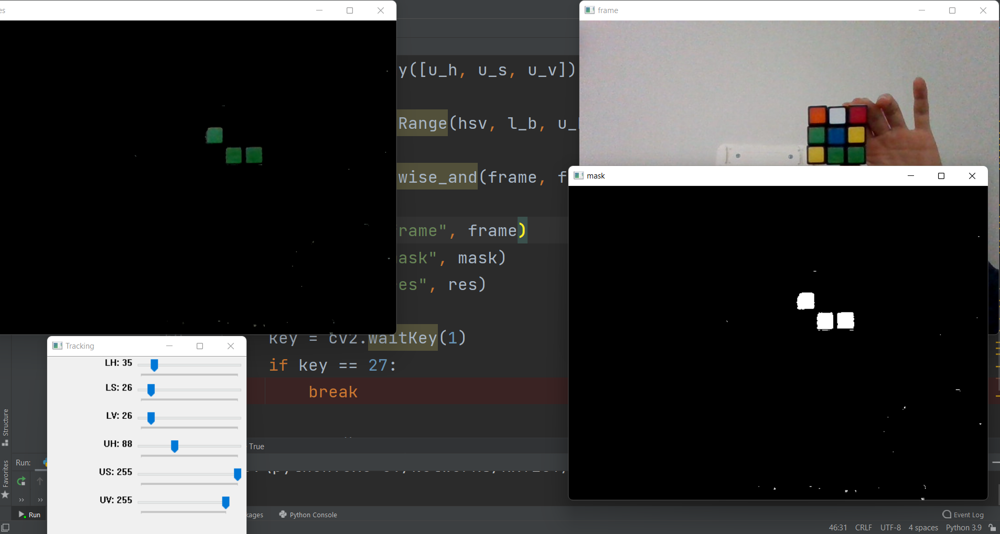 es
frame
y([u_h, u_s, u_v])
Range(hsv, l_b, u_
wise_and(frame, f
mask
rame", frame)
ask", mask)
es", res)
key = cv2.waitKey(1)
if key == 27:
break
Tracking
LH: 35
LS: 26
LV: 26
UH: 88
US: 255
UV: 255
True
Structure
Favorites
Run:
Run
kages
Python Console
Event Log
46:31 CRLF UTF-8 4 spaces Python 3.9